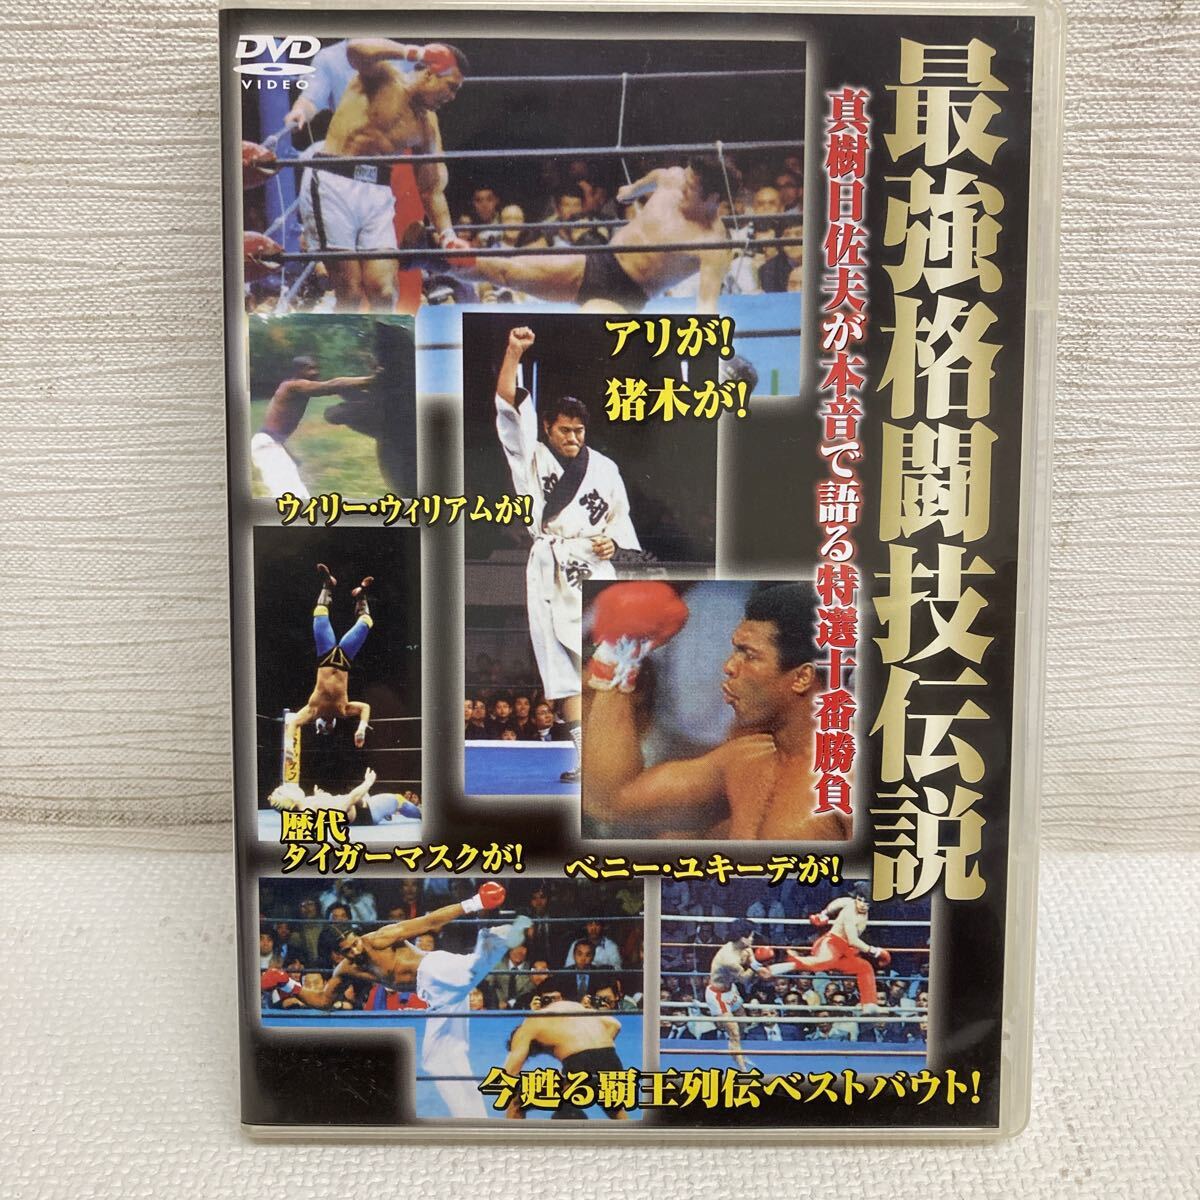 DVD
VIDEO
最強格闘技伝説
真樹日佐夫が本音で語る特選十番勝負
アリが!
猪木が!
ウィリー・ウィリアムが!
歴代
タイガーマスクが!
ベニー・ユキーデが!
今甦る覇王列伝ベストバウト!